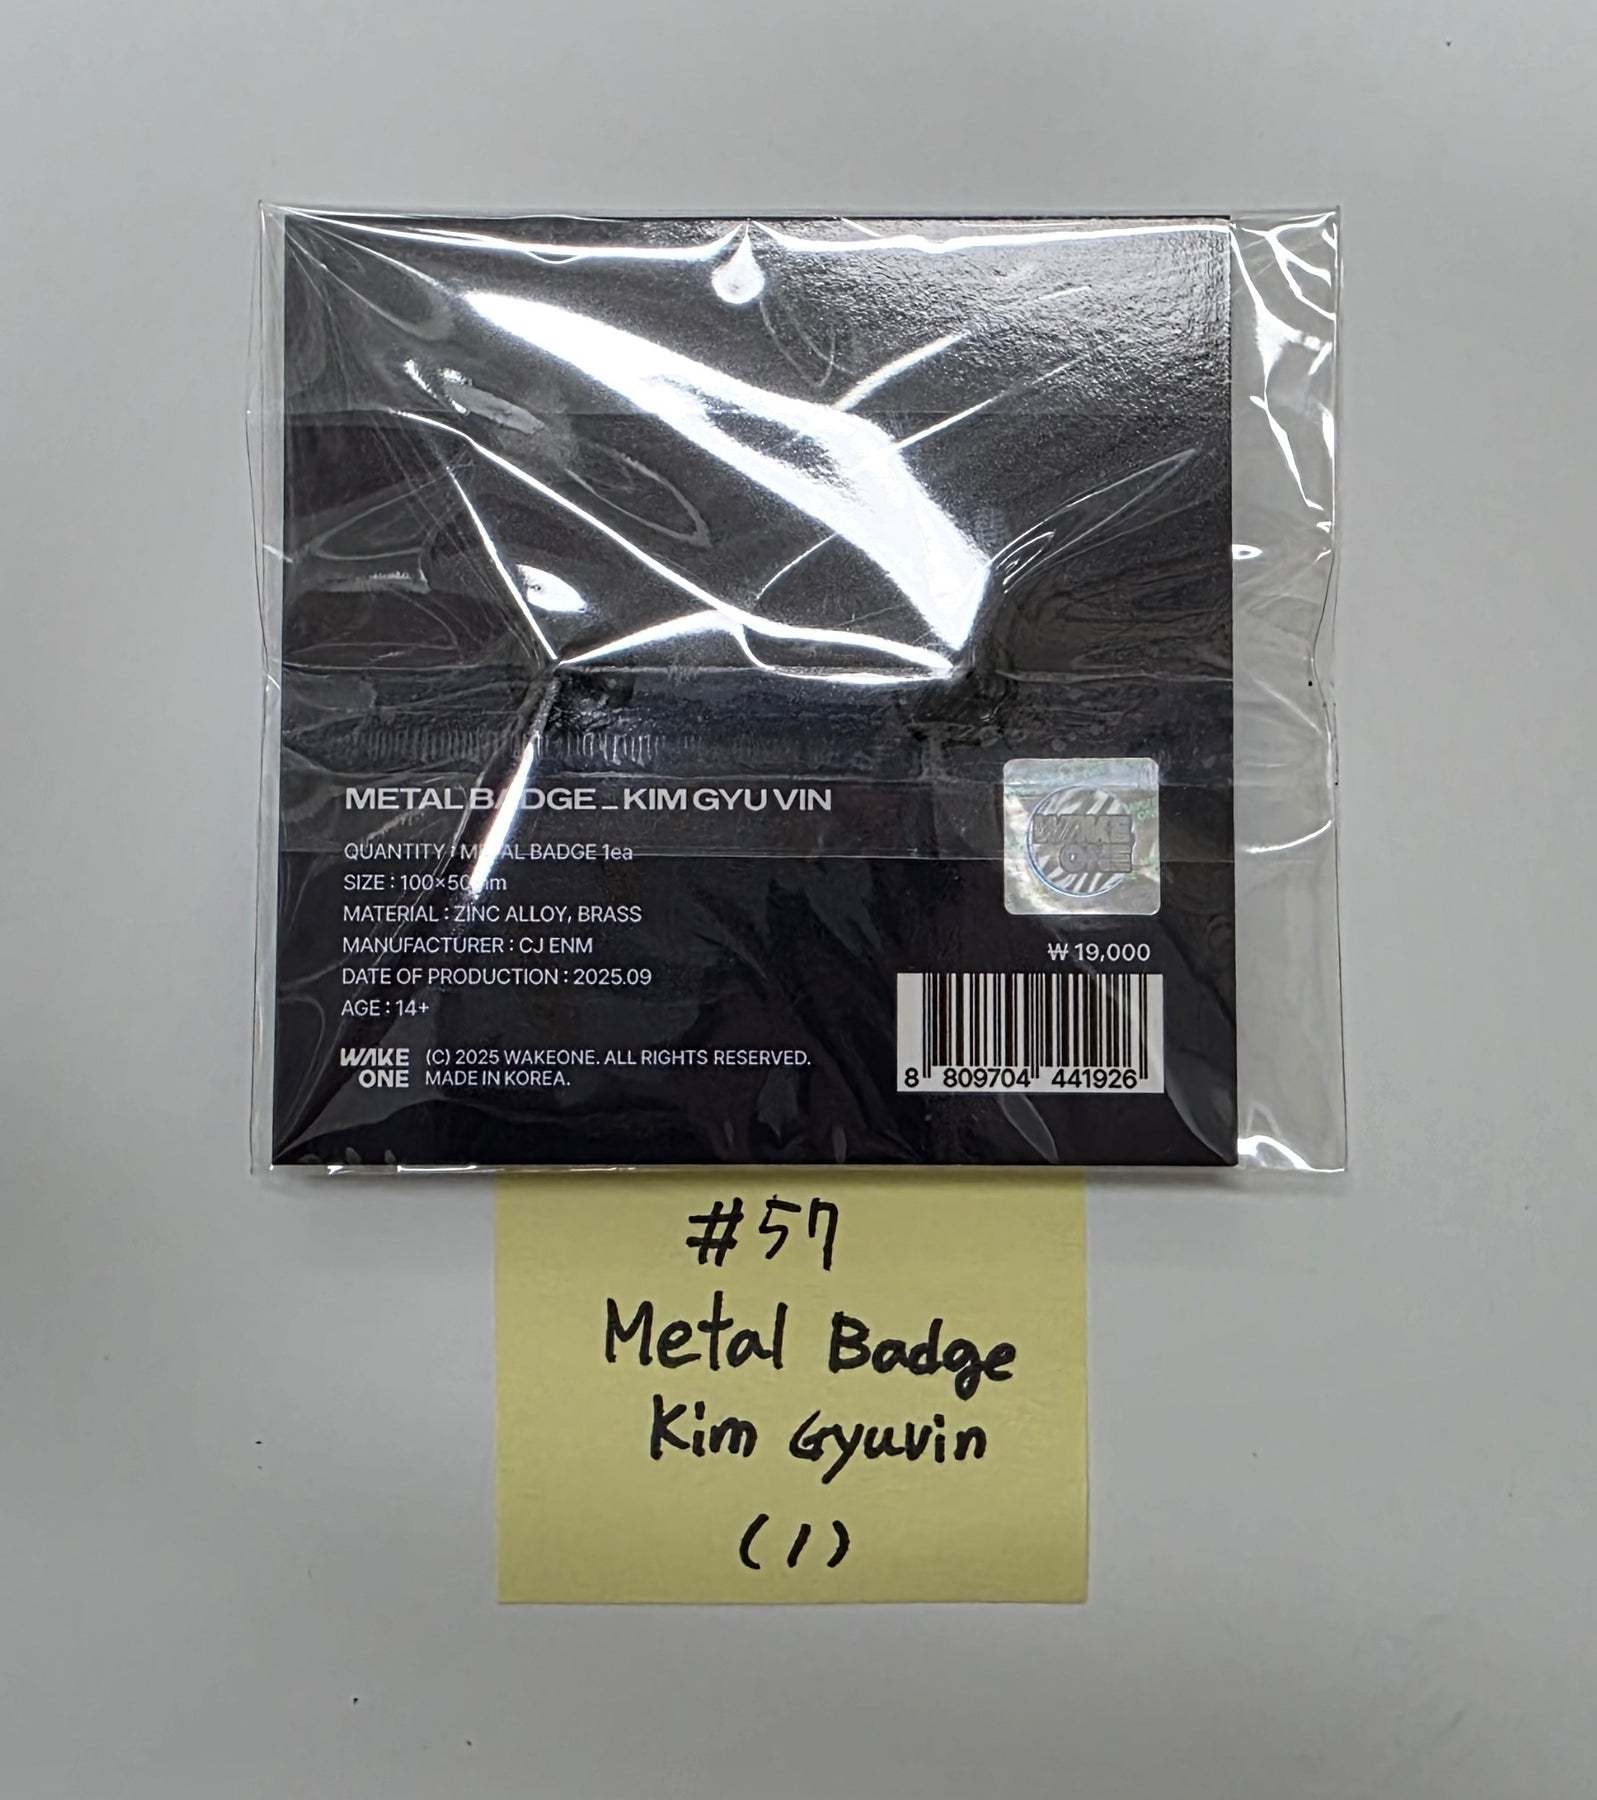 METAL BADGE_KIM GYU VIN
QUANTITY : METAL BADGE 1ea
SIZE : 100×50mm
MATERIAL : ZINC ALLOY, BRASS
MANUFACTURER : CJ ENM
DATE OF PRODUCTION : 2025.09
AGE : 14+
WAKE
ONE
(C) 2025 WAKEONE. ALL RIGHTS RESERVED.
MADE IN KOREA.
WAKE
ONE
₩ 19,000
8 809704 441926
#57
Metal Badge
Kim Gyuvin
(1)